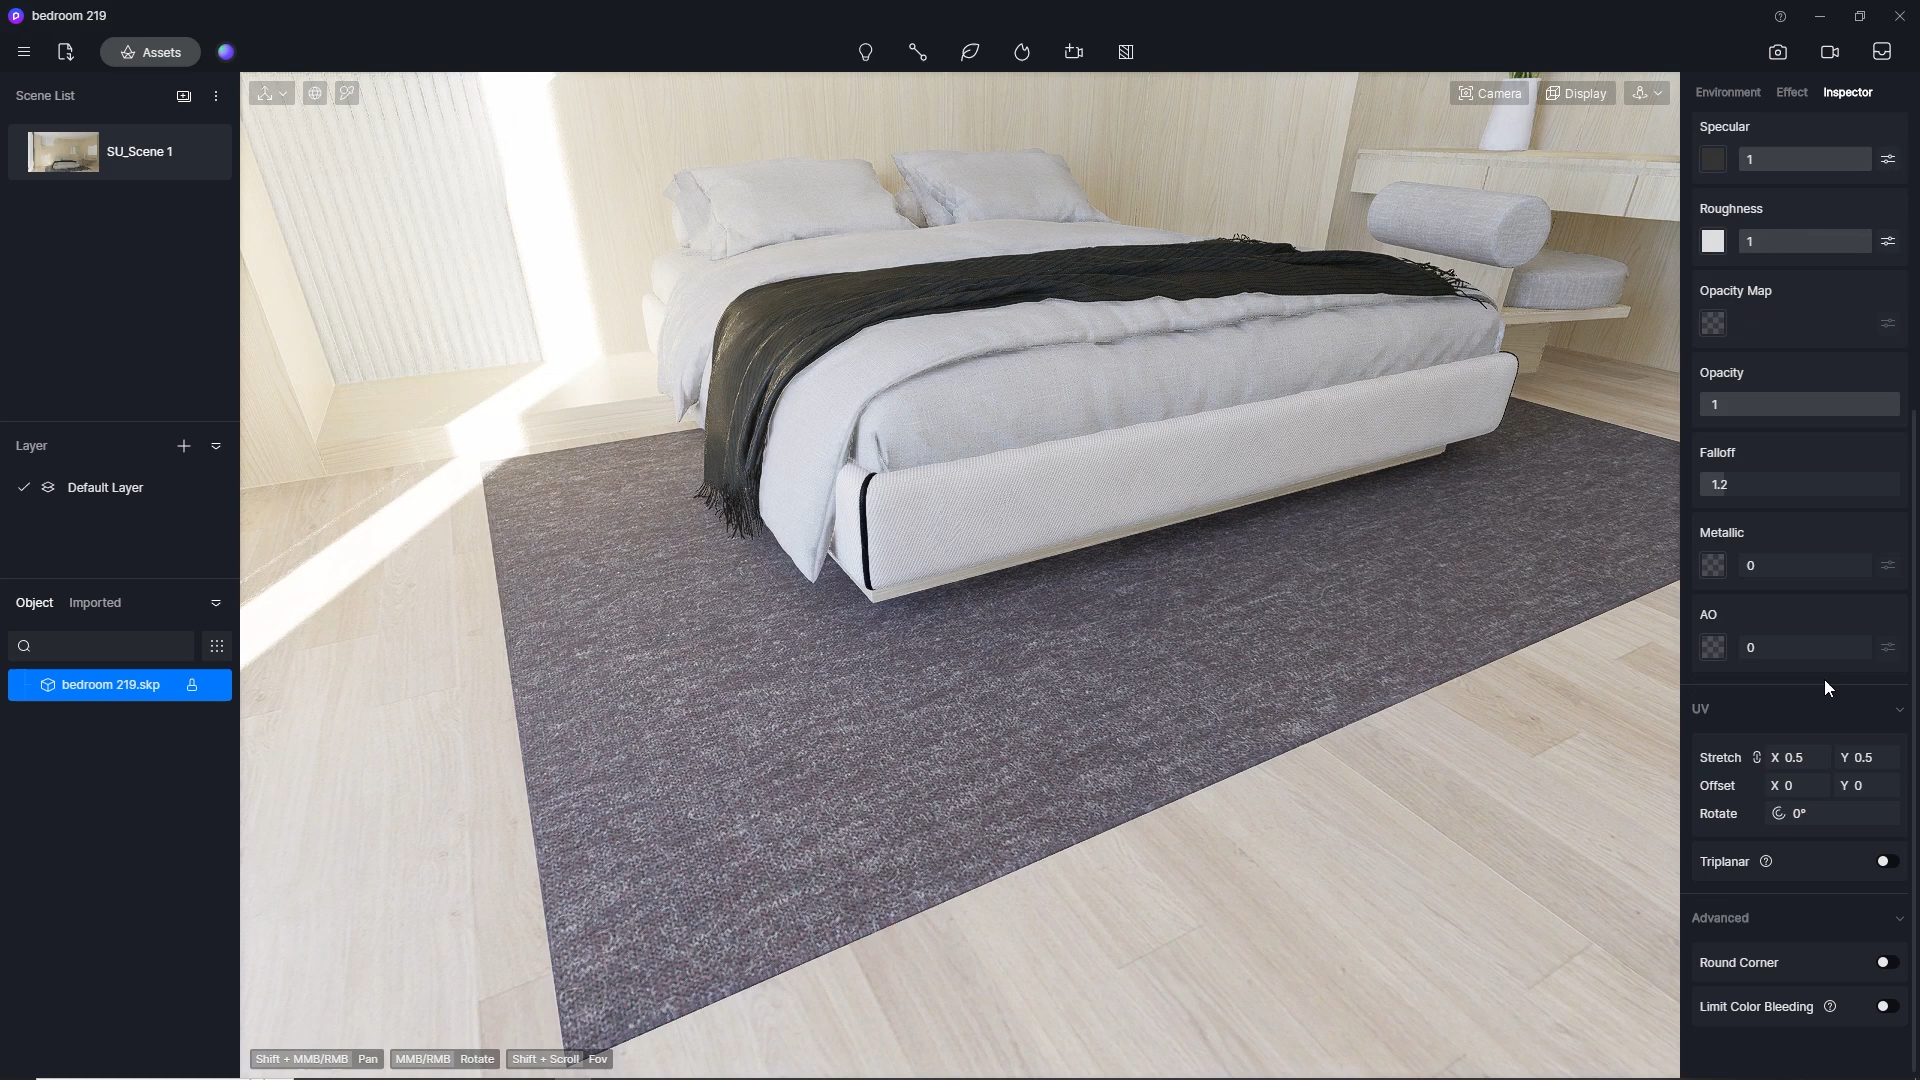 bedroom 219
Assets
Scene List
SU_Scene 1
Layer
Default Layer
Object Imported
bedroom 219.skp
Camera
Display
Shift + MMB/RMB Pan
MMB/RMB Rotate
Shift + Scroll Fov
Environment Effect Inspector
Specular
1
Roughness
1
Opacity Map
Opacity
1
Falloff
1.2
Metallic
0
AO
0
UV
Stretch X 0.5 Y 0.5
Offset X 0 Y 0
Rotate 0°
Triplanar
Advanced
Round Corner
Limit Color Bleeding